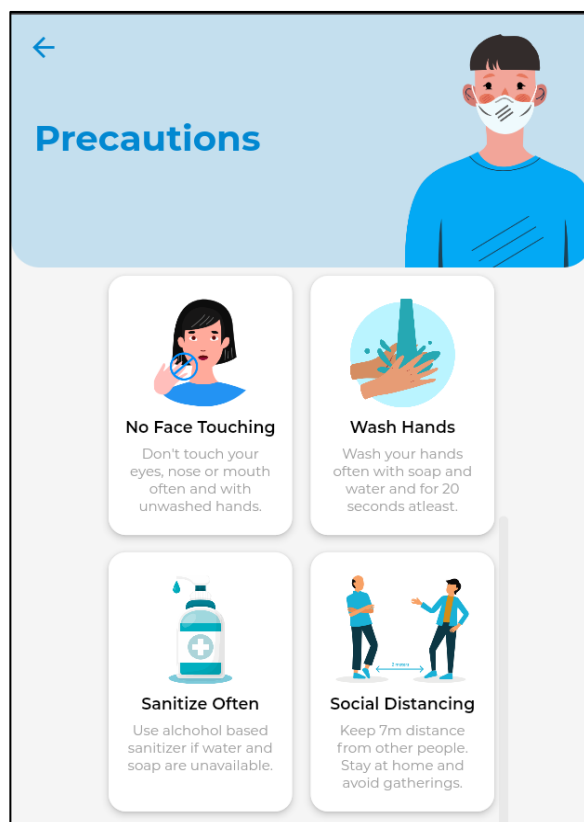 Precautions
No Face Touching
Don't touch your
eyes, nose or mouth
often and with
unwashed hands.
Wash Hands
Wash your hands
often with soap and
water and for 20
seconds atleast.
Sanitize Often
Use alchohol based
sanitizer if water and
soap are unavailable.
Social Distancing
Keep 7m distance
from other people.
Stay at home and
avoid gatherings.